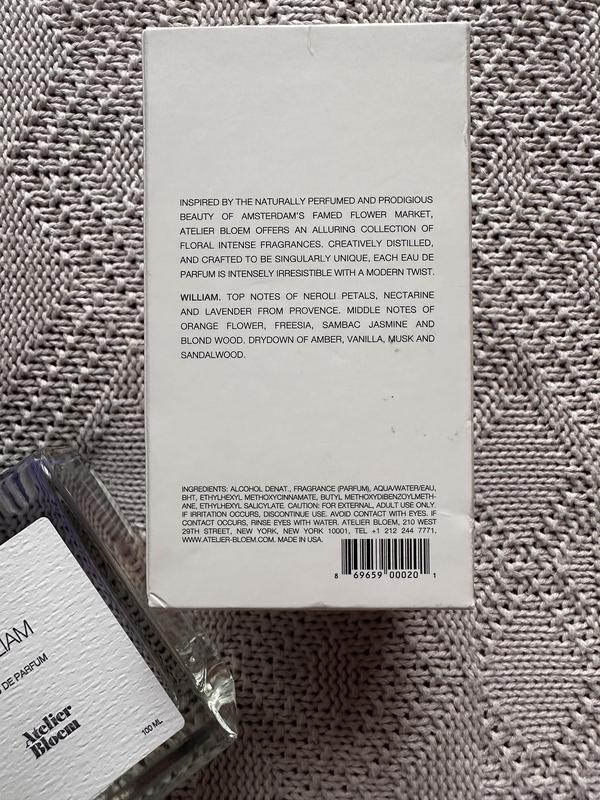 INSPIRED BY THE NATURALLY PERFUMED AND PRODIGIOUS
BEAUTY OF AMSTERDAM'S FAMED FLOWER MARKET,
ATELIER BLOEM OFFERS AN ALLURING COLLECTION OF
FLORAL INTENSE FRAGRANCES. CREATIVELY DISTILLED,
AND CRAFTED TO BE SINGULARLY UNIQUE, EACH EAU DE
PARFUM IS INTENSELY IRRESISTIBLE WITH A MODERN TWIST.
WILLIAM. TOP NOTES OF NEROLI PETALS, NECTARINE
AND LAVENDER FROM PROVENCE. MIDDLE NOTES OF
ORANGE FLOWER, FREESIA, SAMBAC JASMINE AND
BLOND WOOD. DRYDOWN OF AMBER, VANILLA, MUSK AND
SANDALWOOD.
INGREDIENTS: ALCOHOL DENAT., FRAGRANCE (PARFUM), AQUA/WATER/EAU,
BHT, ETHYLHEXYL METHOXYCINNAMATE, BUTYL METHOXYDIBENZOYLMETH-
ANE, ETHYLHEXYL SALICYLATE. CAUTION: FOR EXTERNAL, ADULT USE ONLY.
IF IRRITATION OCCURS, DISCONTINUE USE. AVOID CONTACT WITH EYES. IF
CONTACT OCCURS, RINSE EYES WITH WATER. ATELIER BLOEM, 210 WEST
29TH STREET, NEW YORK, NEW YORK 10001, TEL +1 212 244 7771,
WWW.ATELIER-BLOEM.COM. MADE IN USA.
8 69659 00020 1
LIAM
DE PARFUM
Atelier
Bloem
100 ML